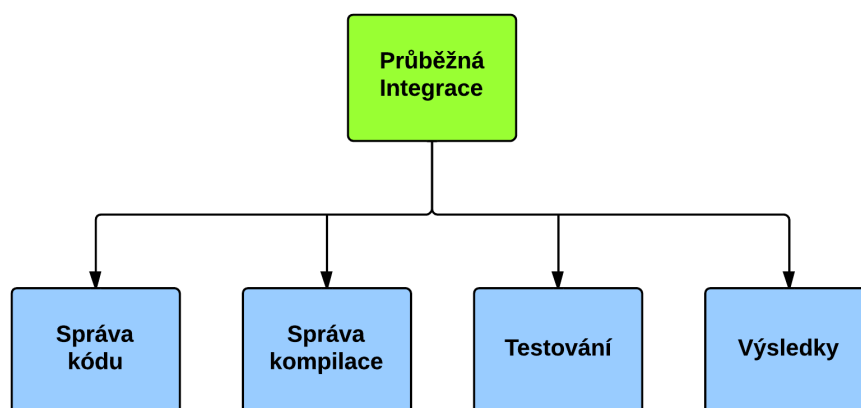 Průběžná
Integrace
Správa
kódu
Správa
kompilace
Testování
Výsledky